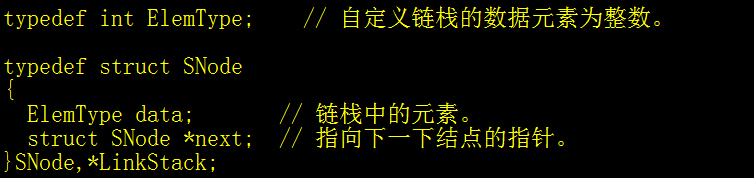 typedef int ElemType;    // 自定义链栈的数据元素为整数。
typedef struct SNode
{
  ElemType data;       // 链栈中的元素。
  struct SNode *next;  // 指向下一下结点的指针。
}SNode,*LinkStack;